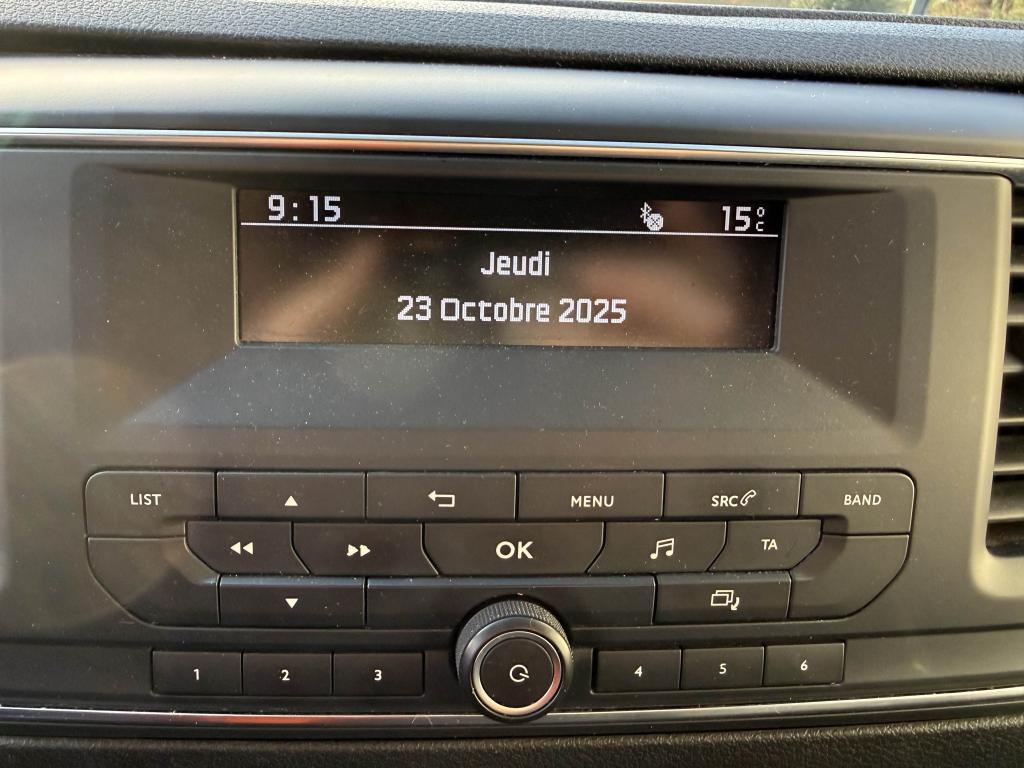 9:15 15°C
Jeudi
23 Octobre 2025
LIST MENU SRC BAND
OK TA
1 2 3 4 5 6